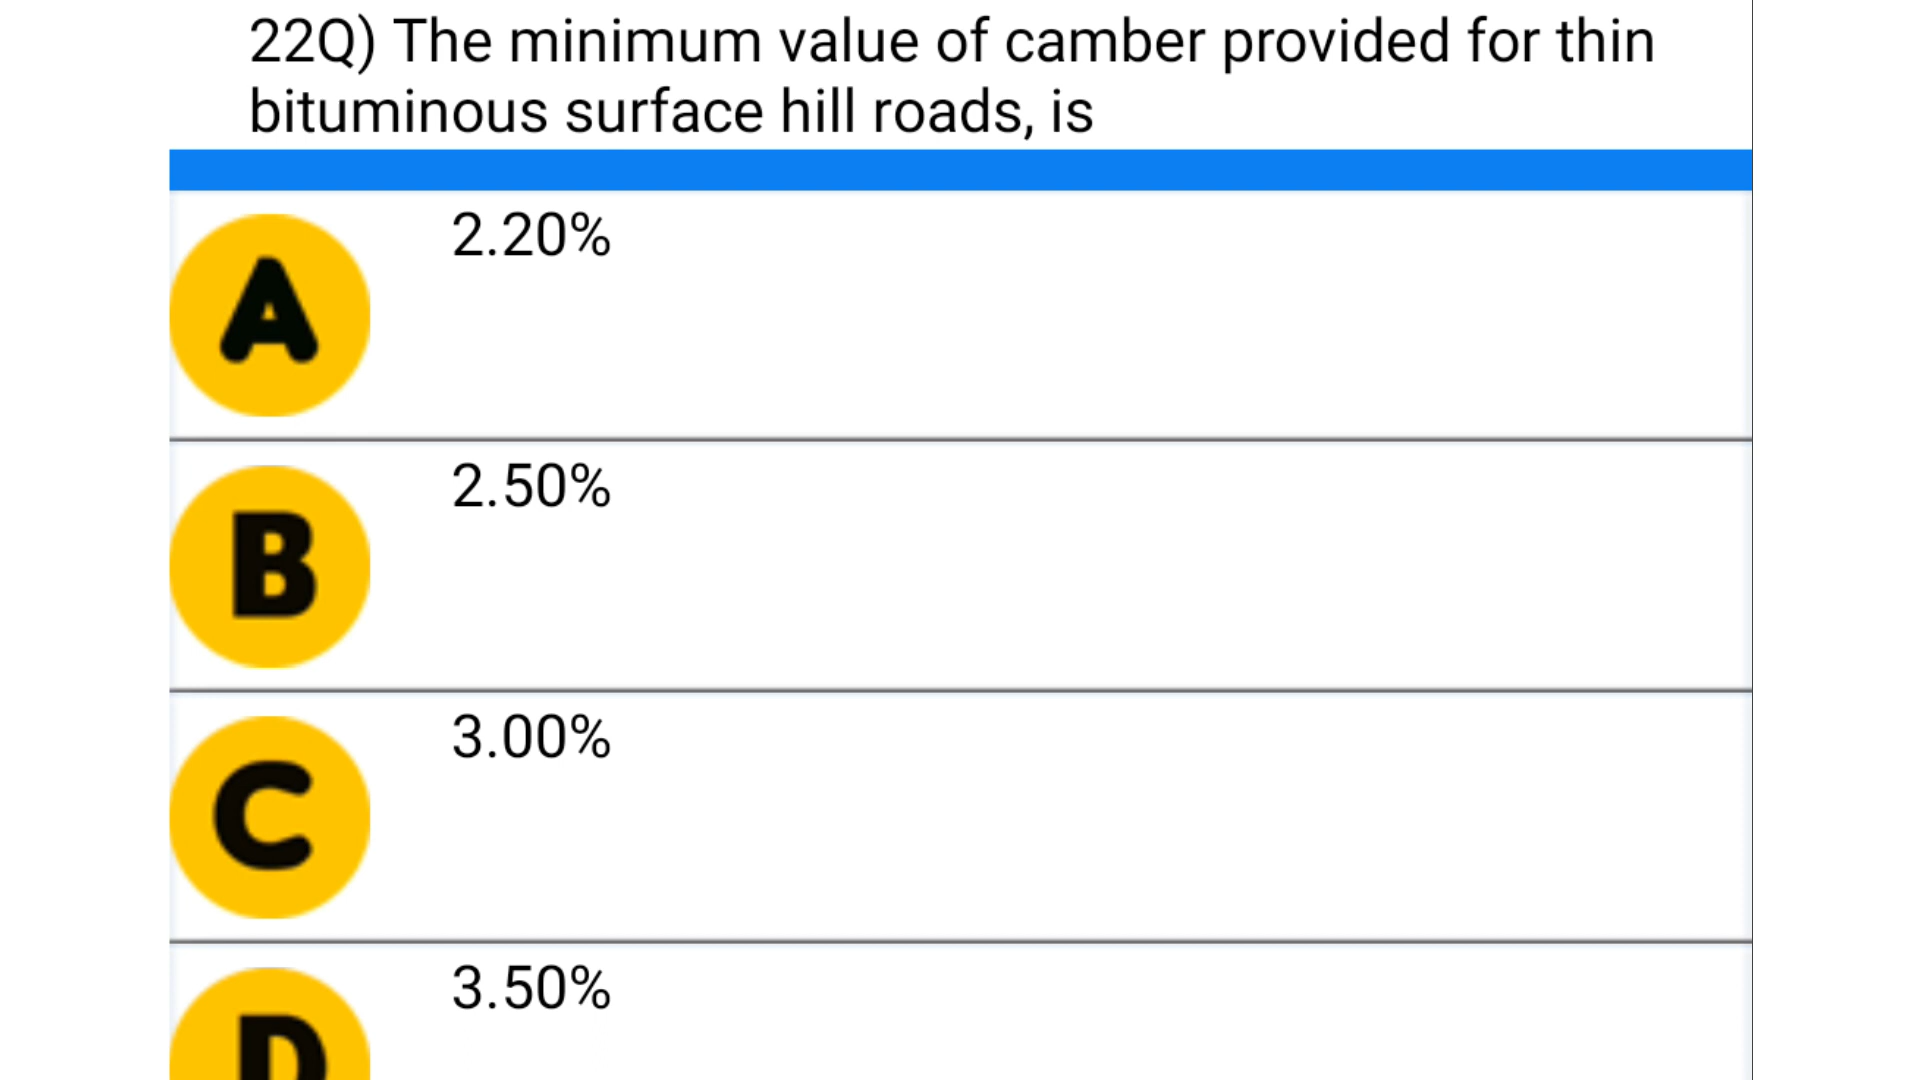 22Q) The minimum value of camber provided for thin
bituminous surface hill roads, is
A
2.20%
B
2.50%
C
3.00%
D
3.50%